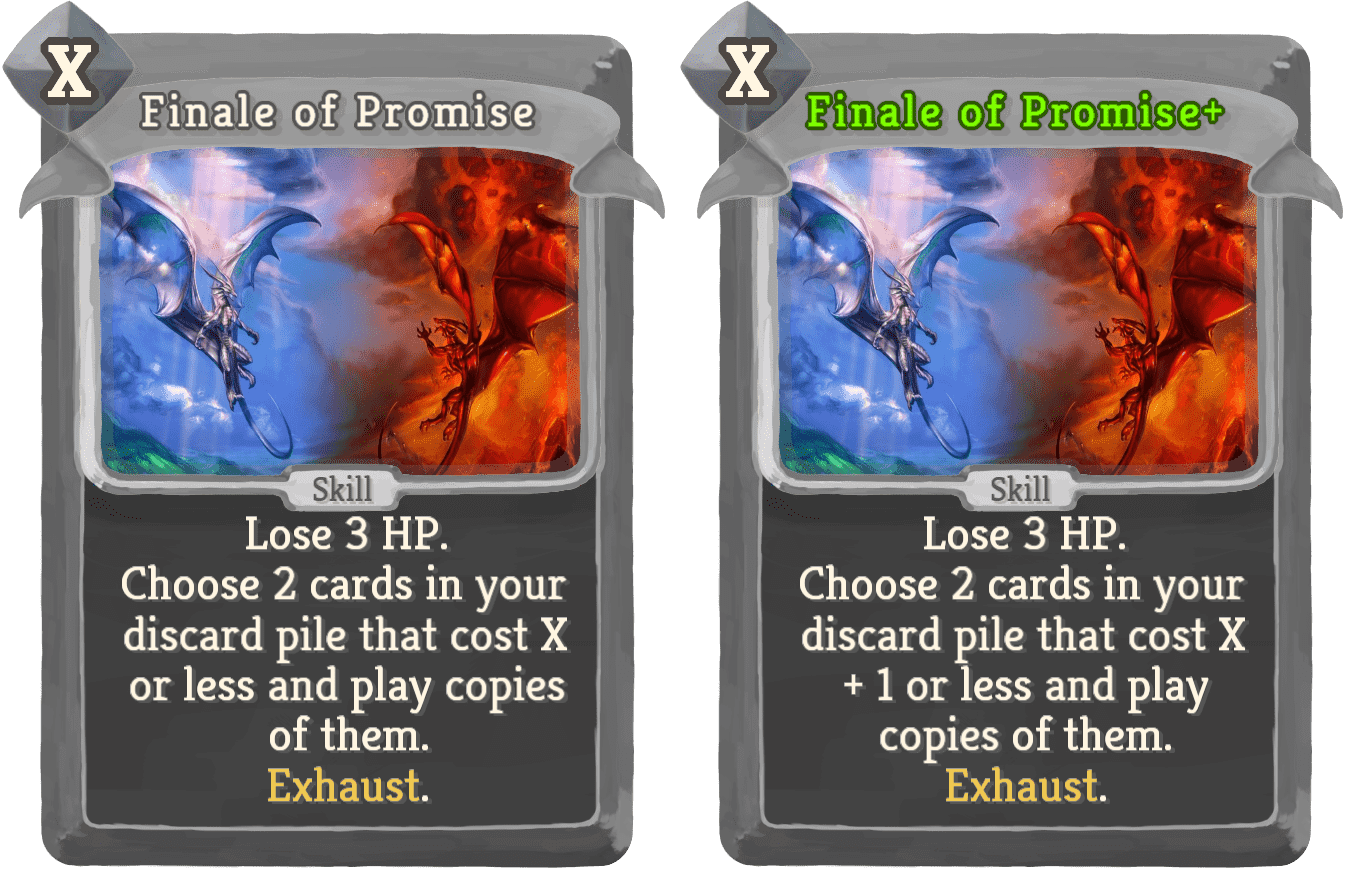 X
Finale of Promise
Skill
Lose 3 HP.
Choose 2 cards in your
discard pile that cost X
or less and play copies
of them.
Exhaust.
X
Finale of Promise+
Skill
Lose 3 HP.
Choose 2 cards in your
discard pile that cost X
+ 1 or less and play
copies of them.
Exhaust.